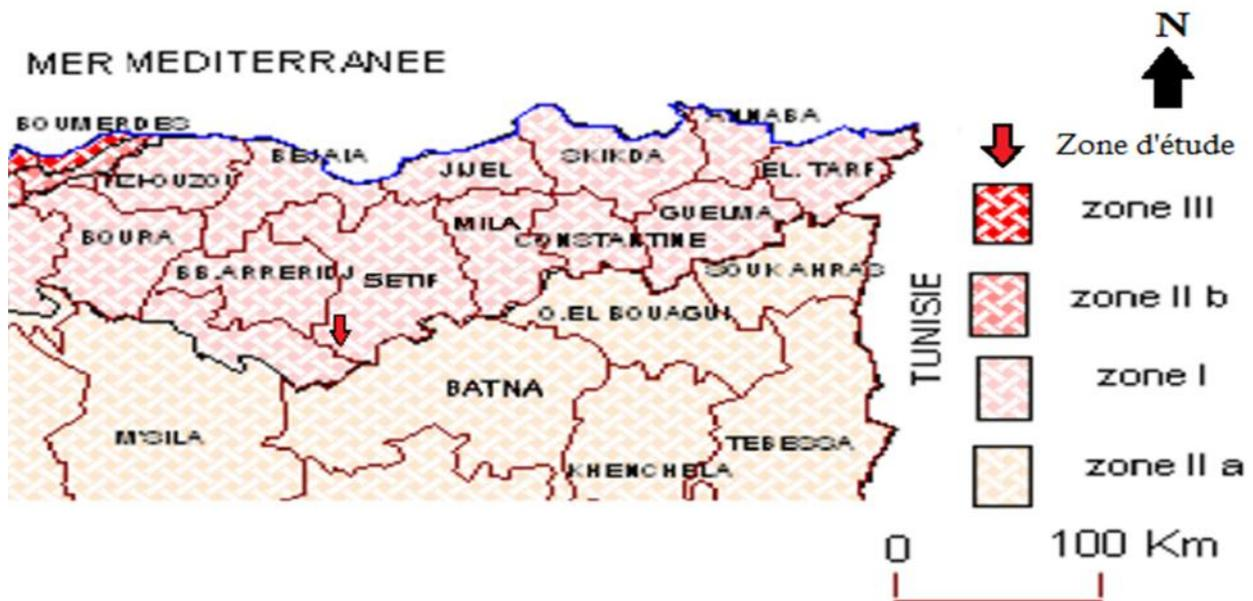 N
MER MEDITERRANEE
BOUMERDES
ANNABA
Zone d'étude
BEJAIA
SKIKDA
JIJEL
EL. TARF
TIZI-OUZOU
zone III
GUELMA
MILA
BOURA
CONSTANTINE
SOUK AHRAS
BB.ARRERIDJ
SETIF
zone II b
O.EL BOUAGUI
TUNISIE
zone I
BATNA
M'SILA
TEBESSA
KHENCHELA
zone II a
0 100 Km